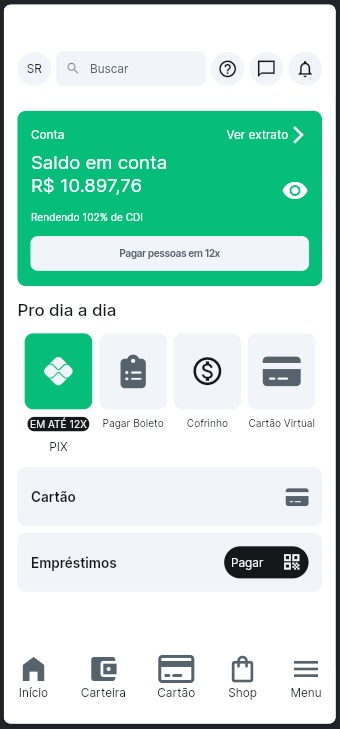 SR
Buscar
Conta
Ver extrato
Saldo em conta
R$ 10.897,76
Rendendo 102% de CDI
Pagar pessoas em 12x
Pro dia a dia
EM ATÉ 12X
PIX
Pagar Boleto
Cofrinho
Cartão Virtual
Cartão
Empréstimos
Pagar
Início
Carteira
Cartão
Shop
Menu